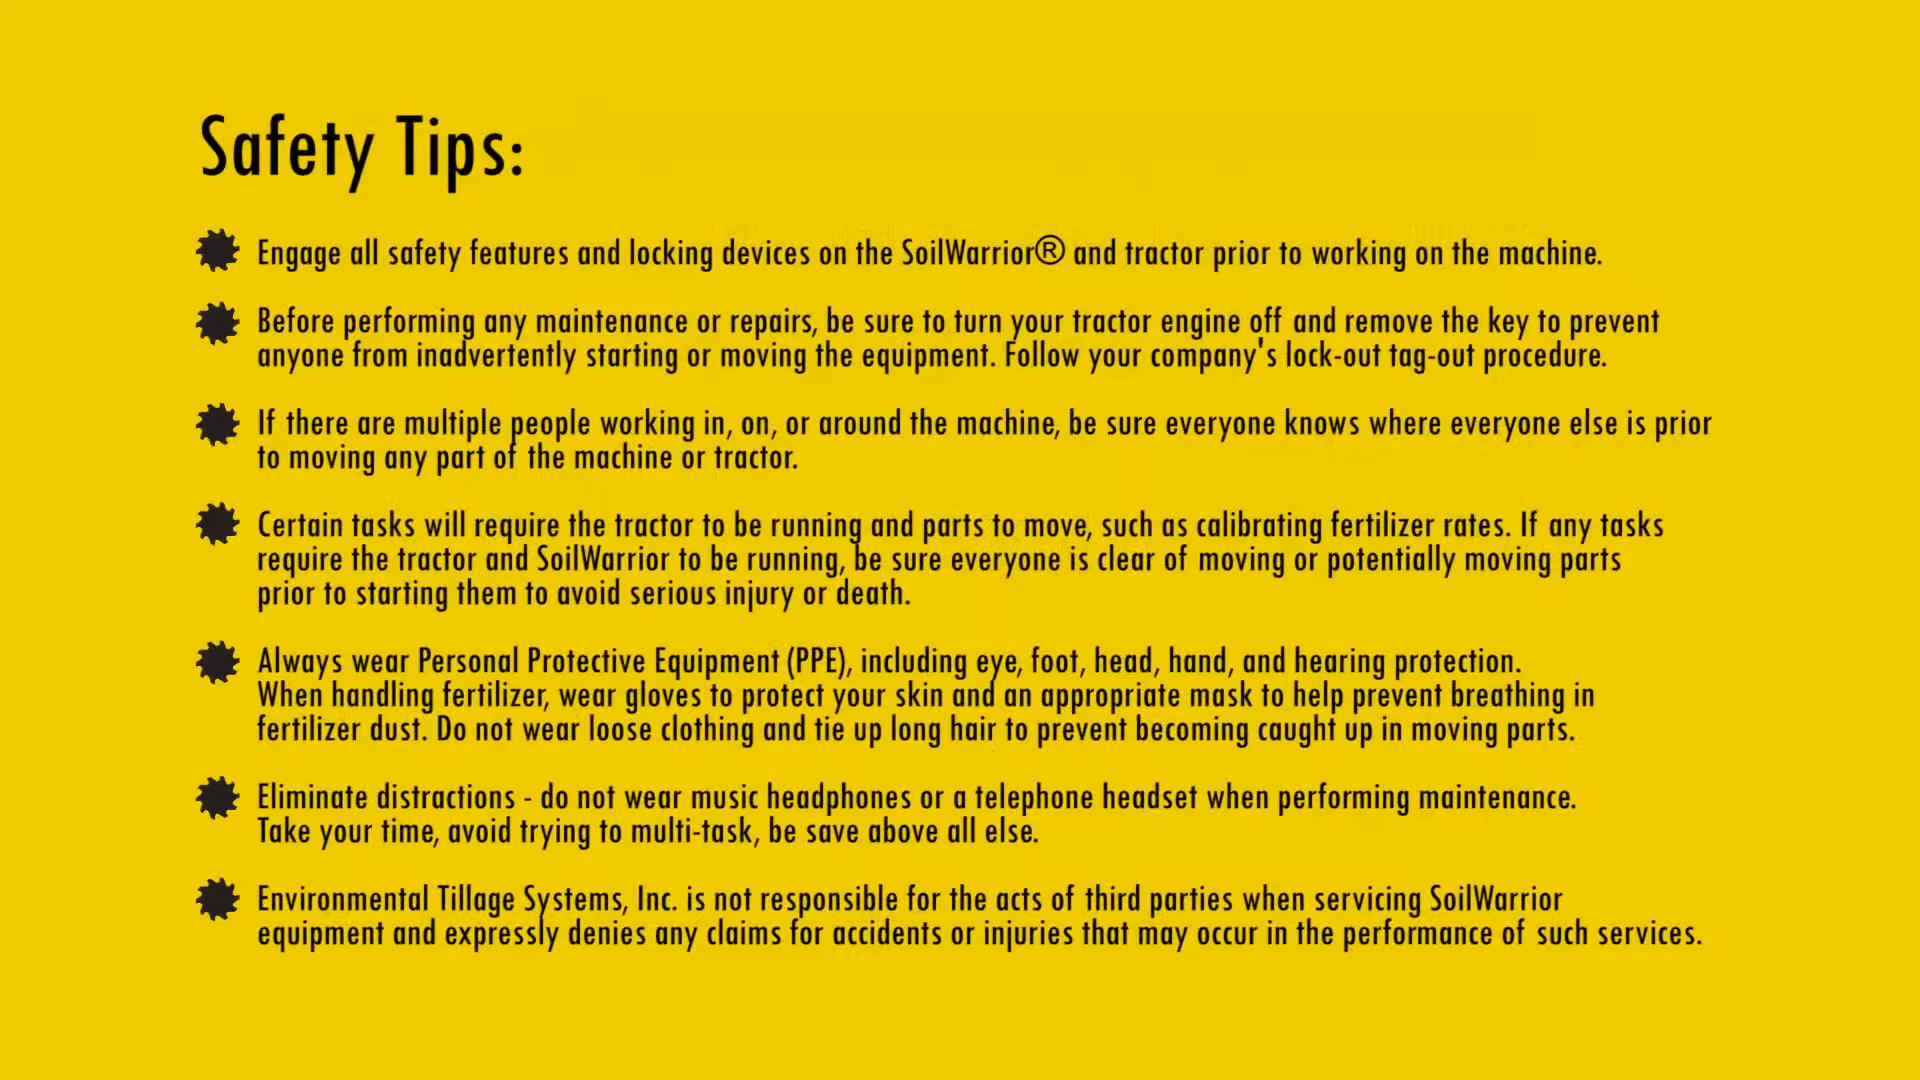 Safety Tips:
Engage all safety features and locking devices on the SoilWarrior® and tractor prior to working on the machine.
Before performing any maintenance or repairs, be sure to turn your tractor engine off and remove the key to prevent
anyone from inadvertently starting or moving the equipment. Follow your company's lock-out tag-out procedure.
If there are multiple people working in, on, or around the machine, be sure everyone knows where everyone else is prior
to moving any part of the machine or tractor.
Certain tasks will require the tractor to be running and parts to move, such as calibrating fertilizer rates. If any tasks
require the tractor and SoilWarrior to be running, be sure everyone is clear of moving or potentially moving parts
prior to starting them to avoid serious injury or death.
Always wear Personal Protective Equipment (PPE), including eye, foot, head, hand, and hearing protection.
When handling fertilizer, wear gloves to protect your skin and an appropriate mask to help prevent breathing in
fertilizer dust. Do not wear loose clothing and tie up long hair to prevent becoming caught up in moving parts.
Eliminate distractions - do not wear music headphones or a telephone headset when performing maintenance.
Take your time, avoid trying to multi-task, be save above all else.
Environmental Tillage Systems, Inc. is not responsible for the acts of third parties when servicing SoilWarrior
equipment and expressly denies any claims for accidents or injuries that may occur in the performance of such services.